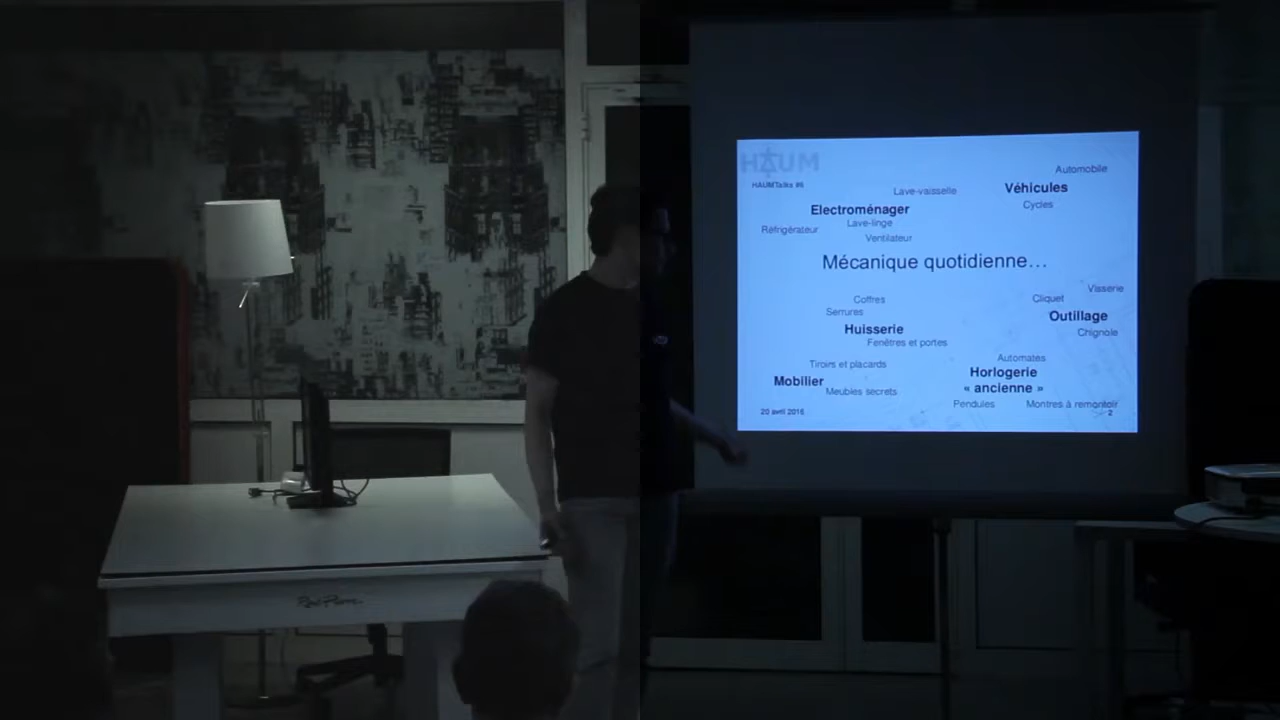 HAUM
HAUMTalks #6
Automobile
Véhicules
Cycles
Lave-vaisselle
Electroménager
Lave-linge
Réfrigérateur
Ventilateur
Mécanique quotidienne…
Coffres
Serrures
Huisserie
Fenêtres et portes
Visserie
Cliquet
Outillage
Chignole
Tiroirs et placards
Mobilier
Meubles secrets
Automates
Horlogerie
« ancienne »
Pendules
Montres à remontoir
20 avril 2016
2